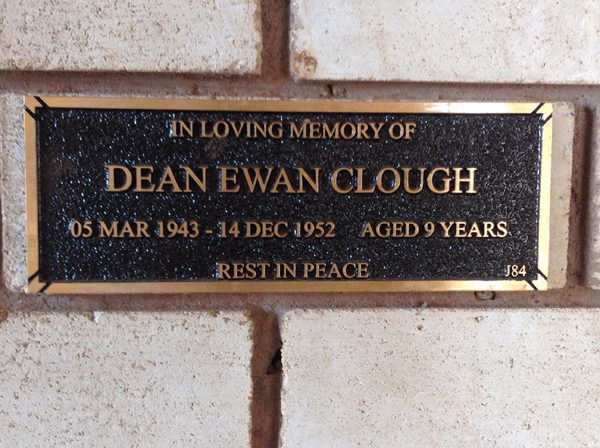 IN LOVING MEMORY OF
DEAN EWAN CLOUGH
05 MAR 1943 - 14 DEC 1952 AGED 9 YEARS
REST IN PEACE
J84